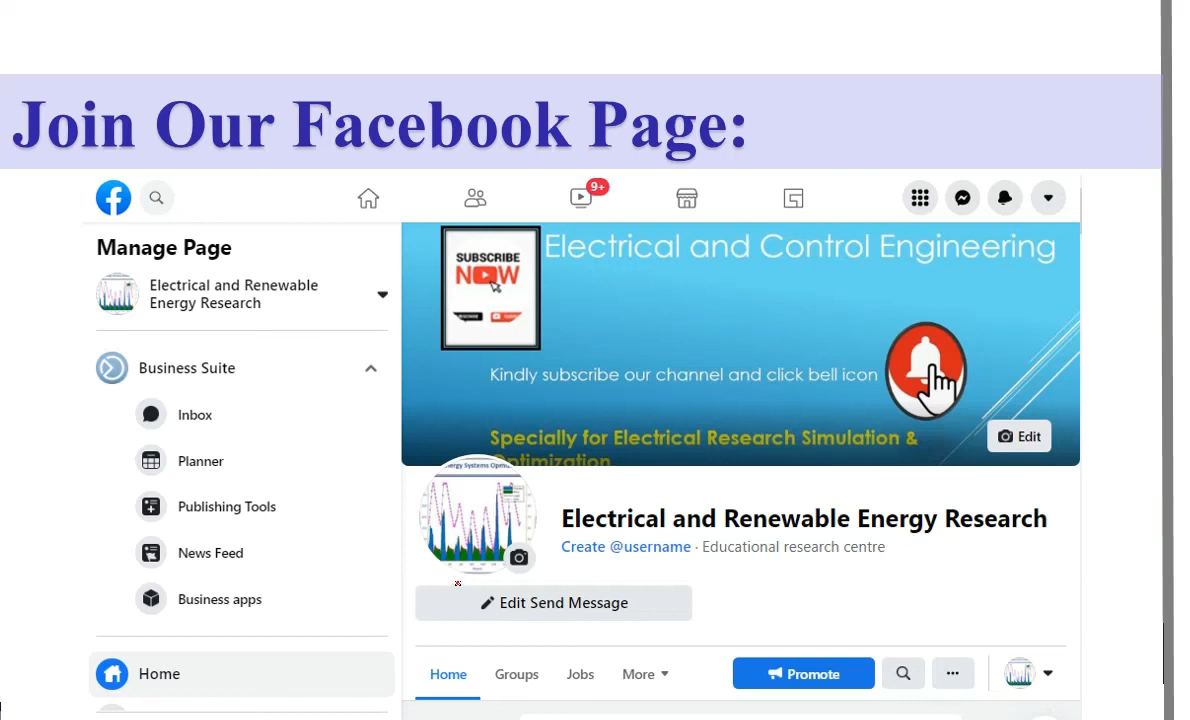 Join Our Facebook Page:
9+
Manage Page
Electrical and Renewable
Energy Research
Business Suite
Inbox
Planner
Publishing Tools
News Feed
Business apps
Home
SUBSCRIBE
NOW
Electrical and Control Engineering
Kindly subscribe our channel and click bell icon
Specially for Electrical Research Simulation &
Optimization
Edit
Electrical and Renewable Energy Research
Create @username · Educational research centre
Edit Send Message
Home
Groups
Jobs
More
Promote